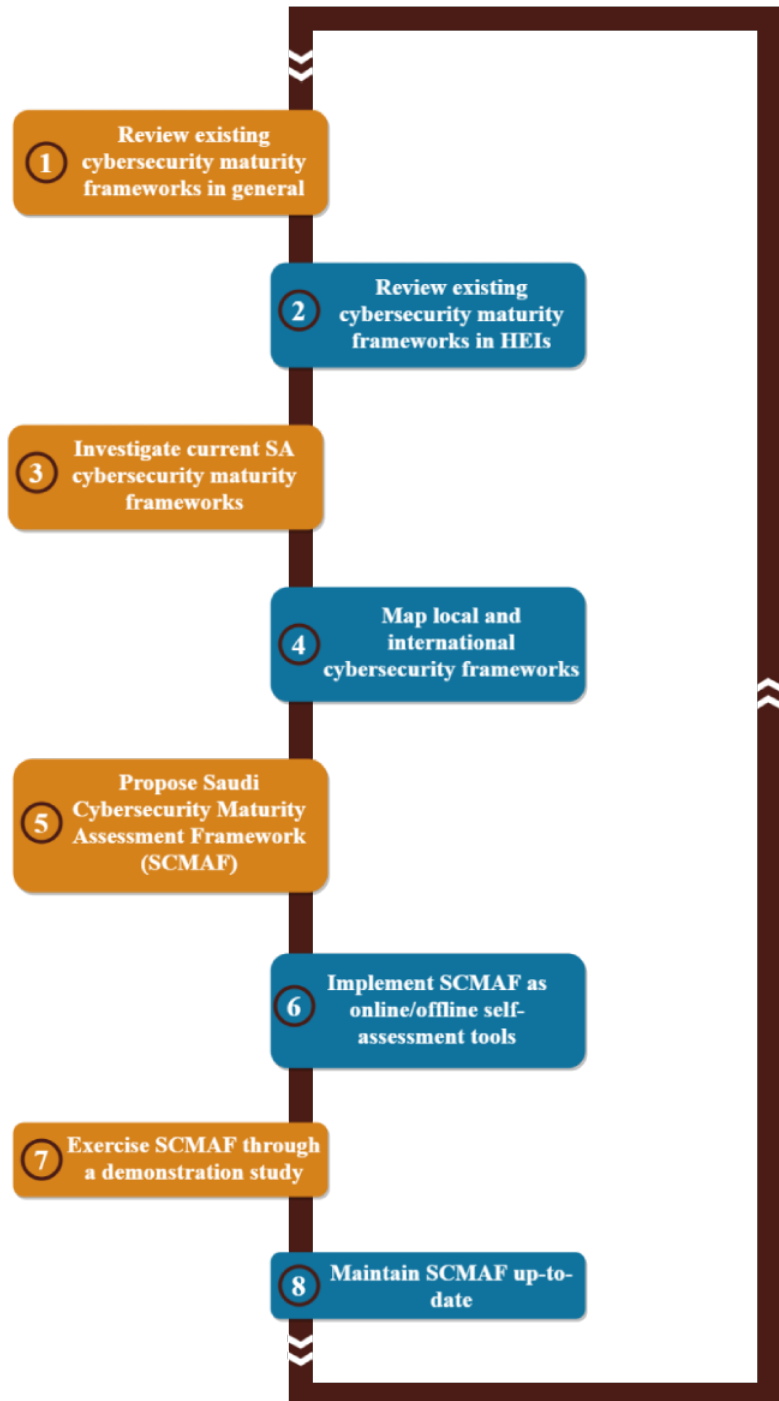 1
Review existing
cybersecurity maturity
frameworks in general
2
Review existing
cybersecurity maturity
frameworks in HEIs
3
Investigate current SA
cybersecurity maturity
frameworks
4
Map local and
international
cybersecurity frameworks
5
Propose Saudi
Cybersecurity Maturity
Assessment Framework
(SCMAF)
6
Implement SCMAF as
online/offline self-
assessment tools
7
Exercise SCMAF through
a demonstration study
8
Maintain SCMAF up-to-
date